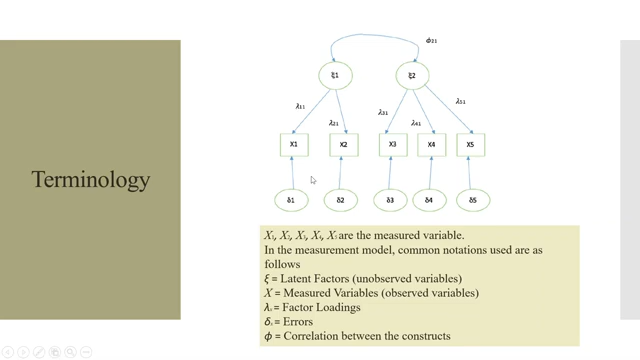 Terminology
ϕ21
ξ1 ξ2
λ11 λ21 λ31 λ41 λ51
X1 X2 X3 X4 X5
δ1 δ2 δ3 δ4 δ5
X1, X2, X3, X4, X5 are the measured variable.
In the measurement model, common notations used are as
follows
ξ = Latent Factors (unobserved variables)
X = Measured Variables (observed variables)
λ = Factor Loadings
δ = Errors
ϕ = Correlation between the constructs